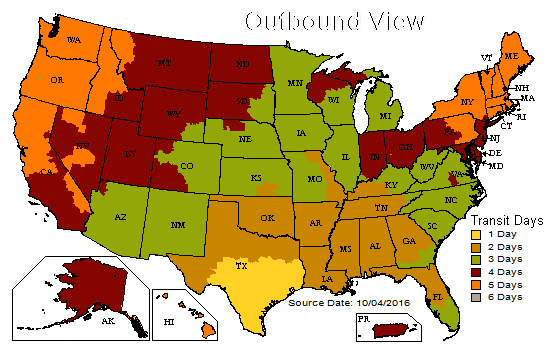 Outbound View
WA
MT
ND
MN
VT
ME
OR
ID
WY
SD
WI
MI
NY
NH
MA
RI
CT
NV
UT
NE
IA
PA
NJ
DE
MD
CA
CO
KS
MO
IL
IN
OH
WV
VA
KY
NC
AZ
NM
OK
AR
TN
SC
TX
LA
MS
AL
GA
FL
Transit Days
1 Day
2 Days
3 Days
4 Days
5 Days
6 Days
Source Date: 10/04/2016
AK
HI
PR